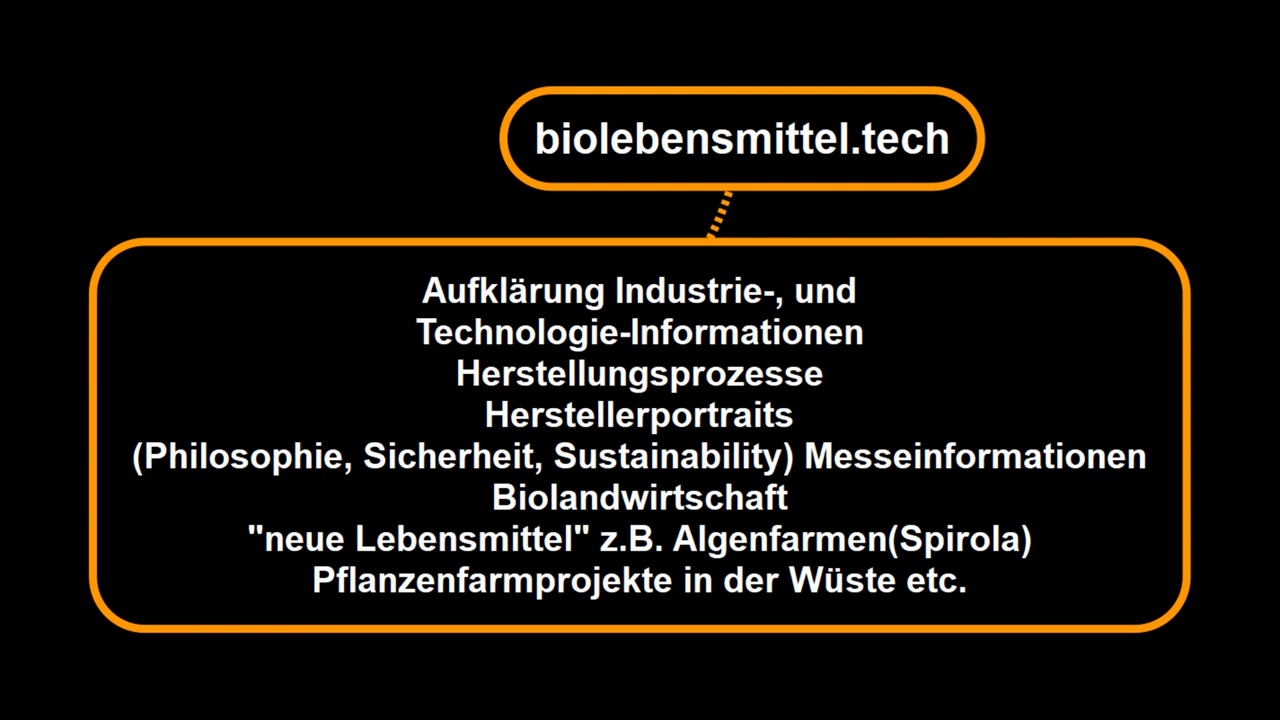 biolebensmittel.tech
Aufklärung Industrie-, und
Technologie-Informationen
Herstellungsprozesse
Herstellerportraits
(Philosophie, Sicherheit, Sustainability) Messeinformationen
Biolandwirtschaft
"neue Lebensmittel" z.B. Algenfarmen(Spirola)
Pflanzenfarmprojekte in der Wüste etc.